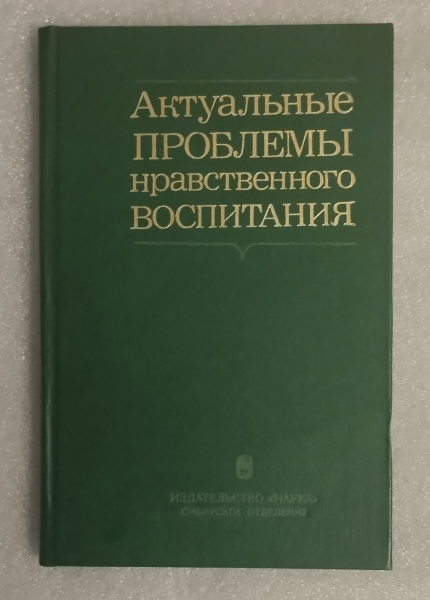 Актуальные
ПРОБЛЕМЫ
нравственного
ВОСПИТАНИЯ
ИЗДАТЕЛЬСТВО «НАУКА»
СИБИРСКОЕ ОТДЕЛЕНИЕ